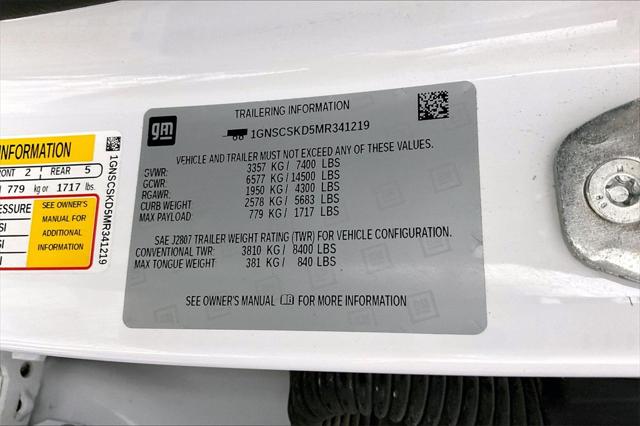 TRAILERING INFORMATION
gm
1GNSCSKD5MR341219
VEHICLE AND TRAILER MUST NOT EXCEED ANY OF THESE VALUES.
GVWR: 3357 KG / 7400 LBS
GCWR: 6577 KG / 14500 LBS
RGAWR: 1950 KG / 4300 LBS
CURB WEIGHT: 2578 KG / 5683 LBS
MAX PAYLOAD: 779 KG / 1717 LBS
SAE J2807 TRAILER WEIGHT RATING (TWR) FOR VEHICLE CONFIGURATION.
CONVENTIONAL TWR: 3810 KG / 8400 LBS
MAX TONGUE WEIGHT: 381 KG / 840 LBS
SEE OWNER'S MANUAL FOR MORE INFORMATION
INFORMATION
2 REAR 5
779 kg or 1717 lbs.
SEE OWNER'S
MANUAL FOR
ADDITIONAL
INFORMATION
1GNSCSKD5MR341219